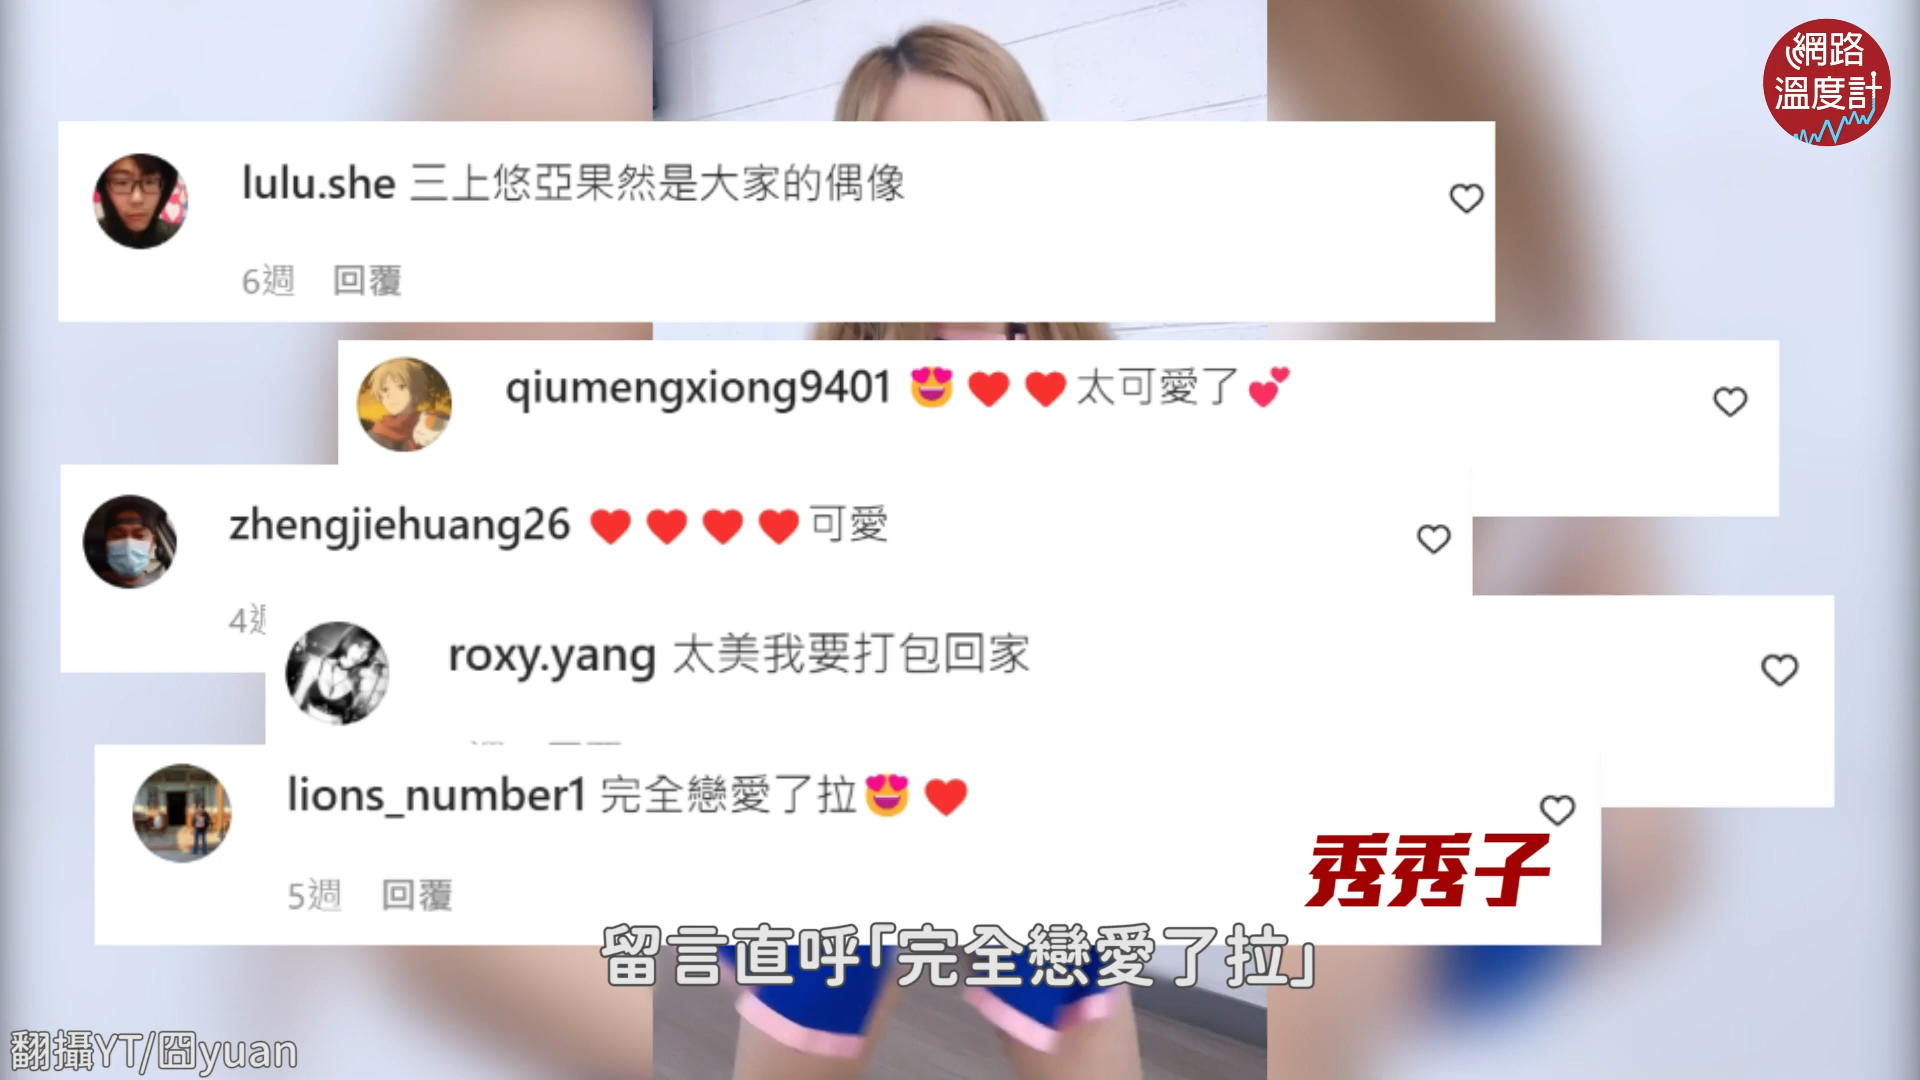 網路
溫度計
lulu.she 三上悠亞果然是大家的偶像
6週 回覆
qiumengxiong9401 😍❤️❤️太可愛了💕
zhengjiehuang26 ❤️❤️❤️❤️可愛
4週
roxy.yang 太美我要打包回家
lions_number1 完全戀愛了拉😍❤️
5週 回覆
秀秀子
留言直呼「完全戀愛了拉」
翻攝YT/囧yuan